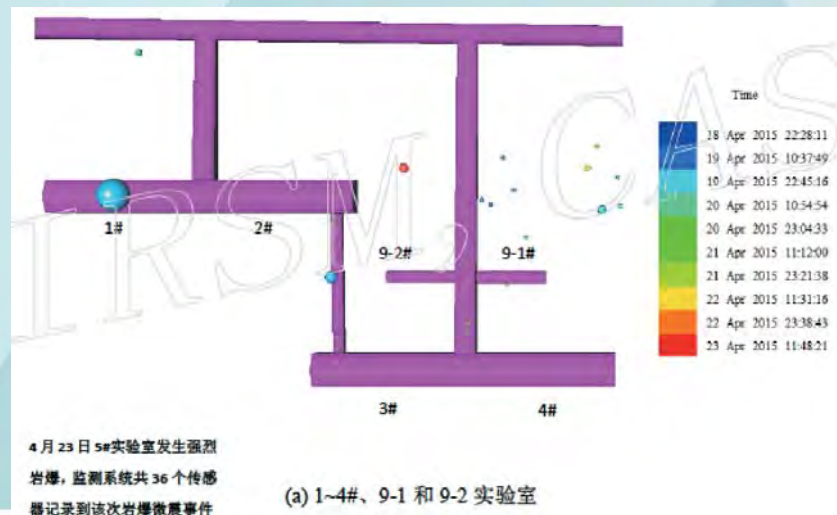 Time
18 Apr 2015 22:28:11
19 Apr 2015 10:37:49
19 Apr 2015 22:45:16
20 Apr 2015 10:54:54
20 Apr 2015 23:04:33
21 Apr 2015 11:12:00
21 Apr 2015 23:21:38
22 Apr 2015 11:31:16
22 Apr 2015 23:38:43
23 Apr 2015 11:48:21
1#
2#
9-2#
9-1#
3#
4#
IRSM, CAS
4月23日5#实验室发生强烈
岩爆，监测系统共36个传感
器记录到该次岩爆微震事件
(a) 1~4#、9-1 和 9-2 实验室